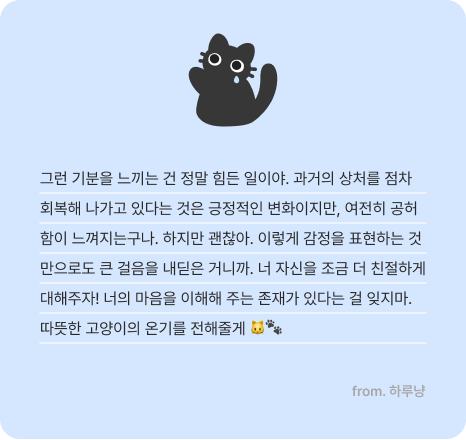 그런 기분을 느끼는 건 정말 힘든 일이야. 과거의 상처를 점차
회복해 나가고 있다는 것은 긍정적인 변화이지만, 여전히 공허
함이 느껴지는구나. 하지만 괜찮아. 이렇게 감정을 표현하는 것
만으로도 큰 걸음을 내딛은 거니까. 너 자신을 조금 더 친절하게
대해주자! 너의 마음을 이해해 주는 존재가 있다는 걸 잊지마.
따뜻한 고양이의 온기를 전해줄게 🐱🐾
from. 하루냥